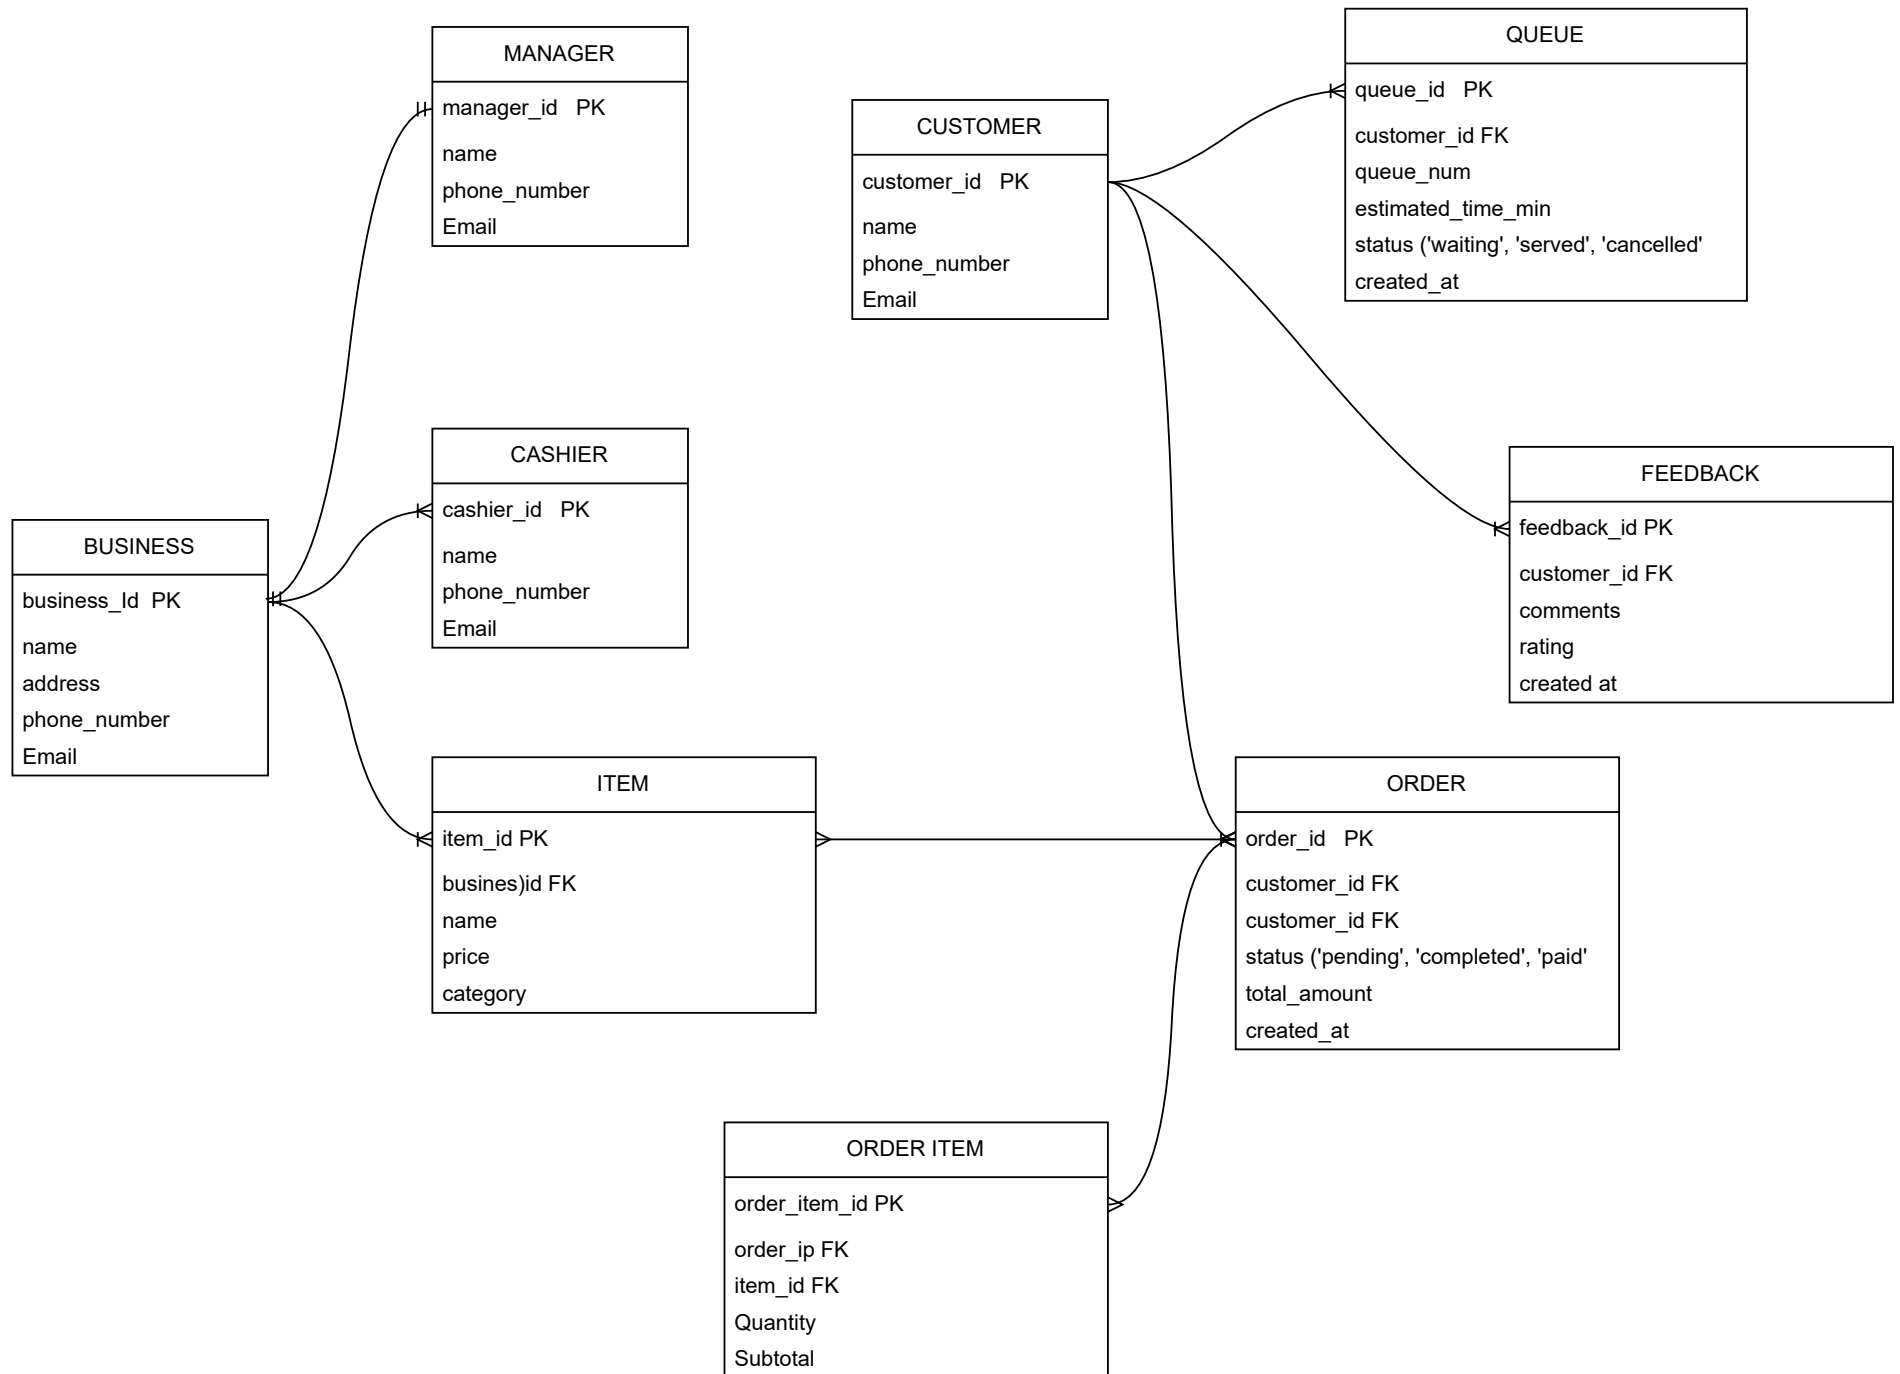 MANAGER
manager_id PK
name
phone_number
Email
CUSTOMER
customer_id PK
name
phone_number
Email
QUEUE
queue_id PK
customer_id FK
queue_num
estimated_time_min
status ('waiting', 'served', 'cancelled'
created_at
CASHIER
cashier_id PK
name
phone_number
Email
FEEDBACK
feedback_id PK
customer_id FK
comments
rating
created at
BUSINESS
business_Id PK
name
address
phone_number
Email
ITEM
item_id PK
busines)id FK
name
price
category
ORDER
order_id PK
customer_id FK
customer_id FK
status ('pending', 'completed', 'paid'
total_amount
created_at
ORDER ITEM
order_item_id PK
order_ip FK
item_id FK
Quantity
Subtotal